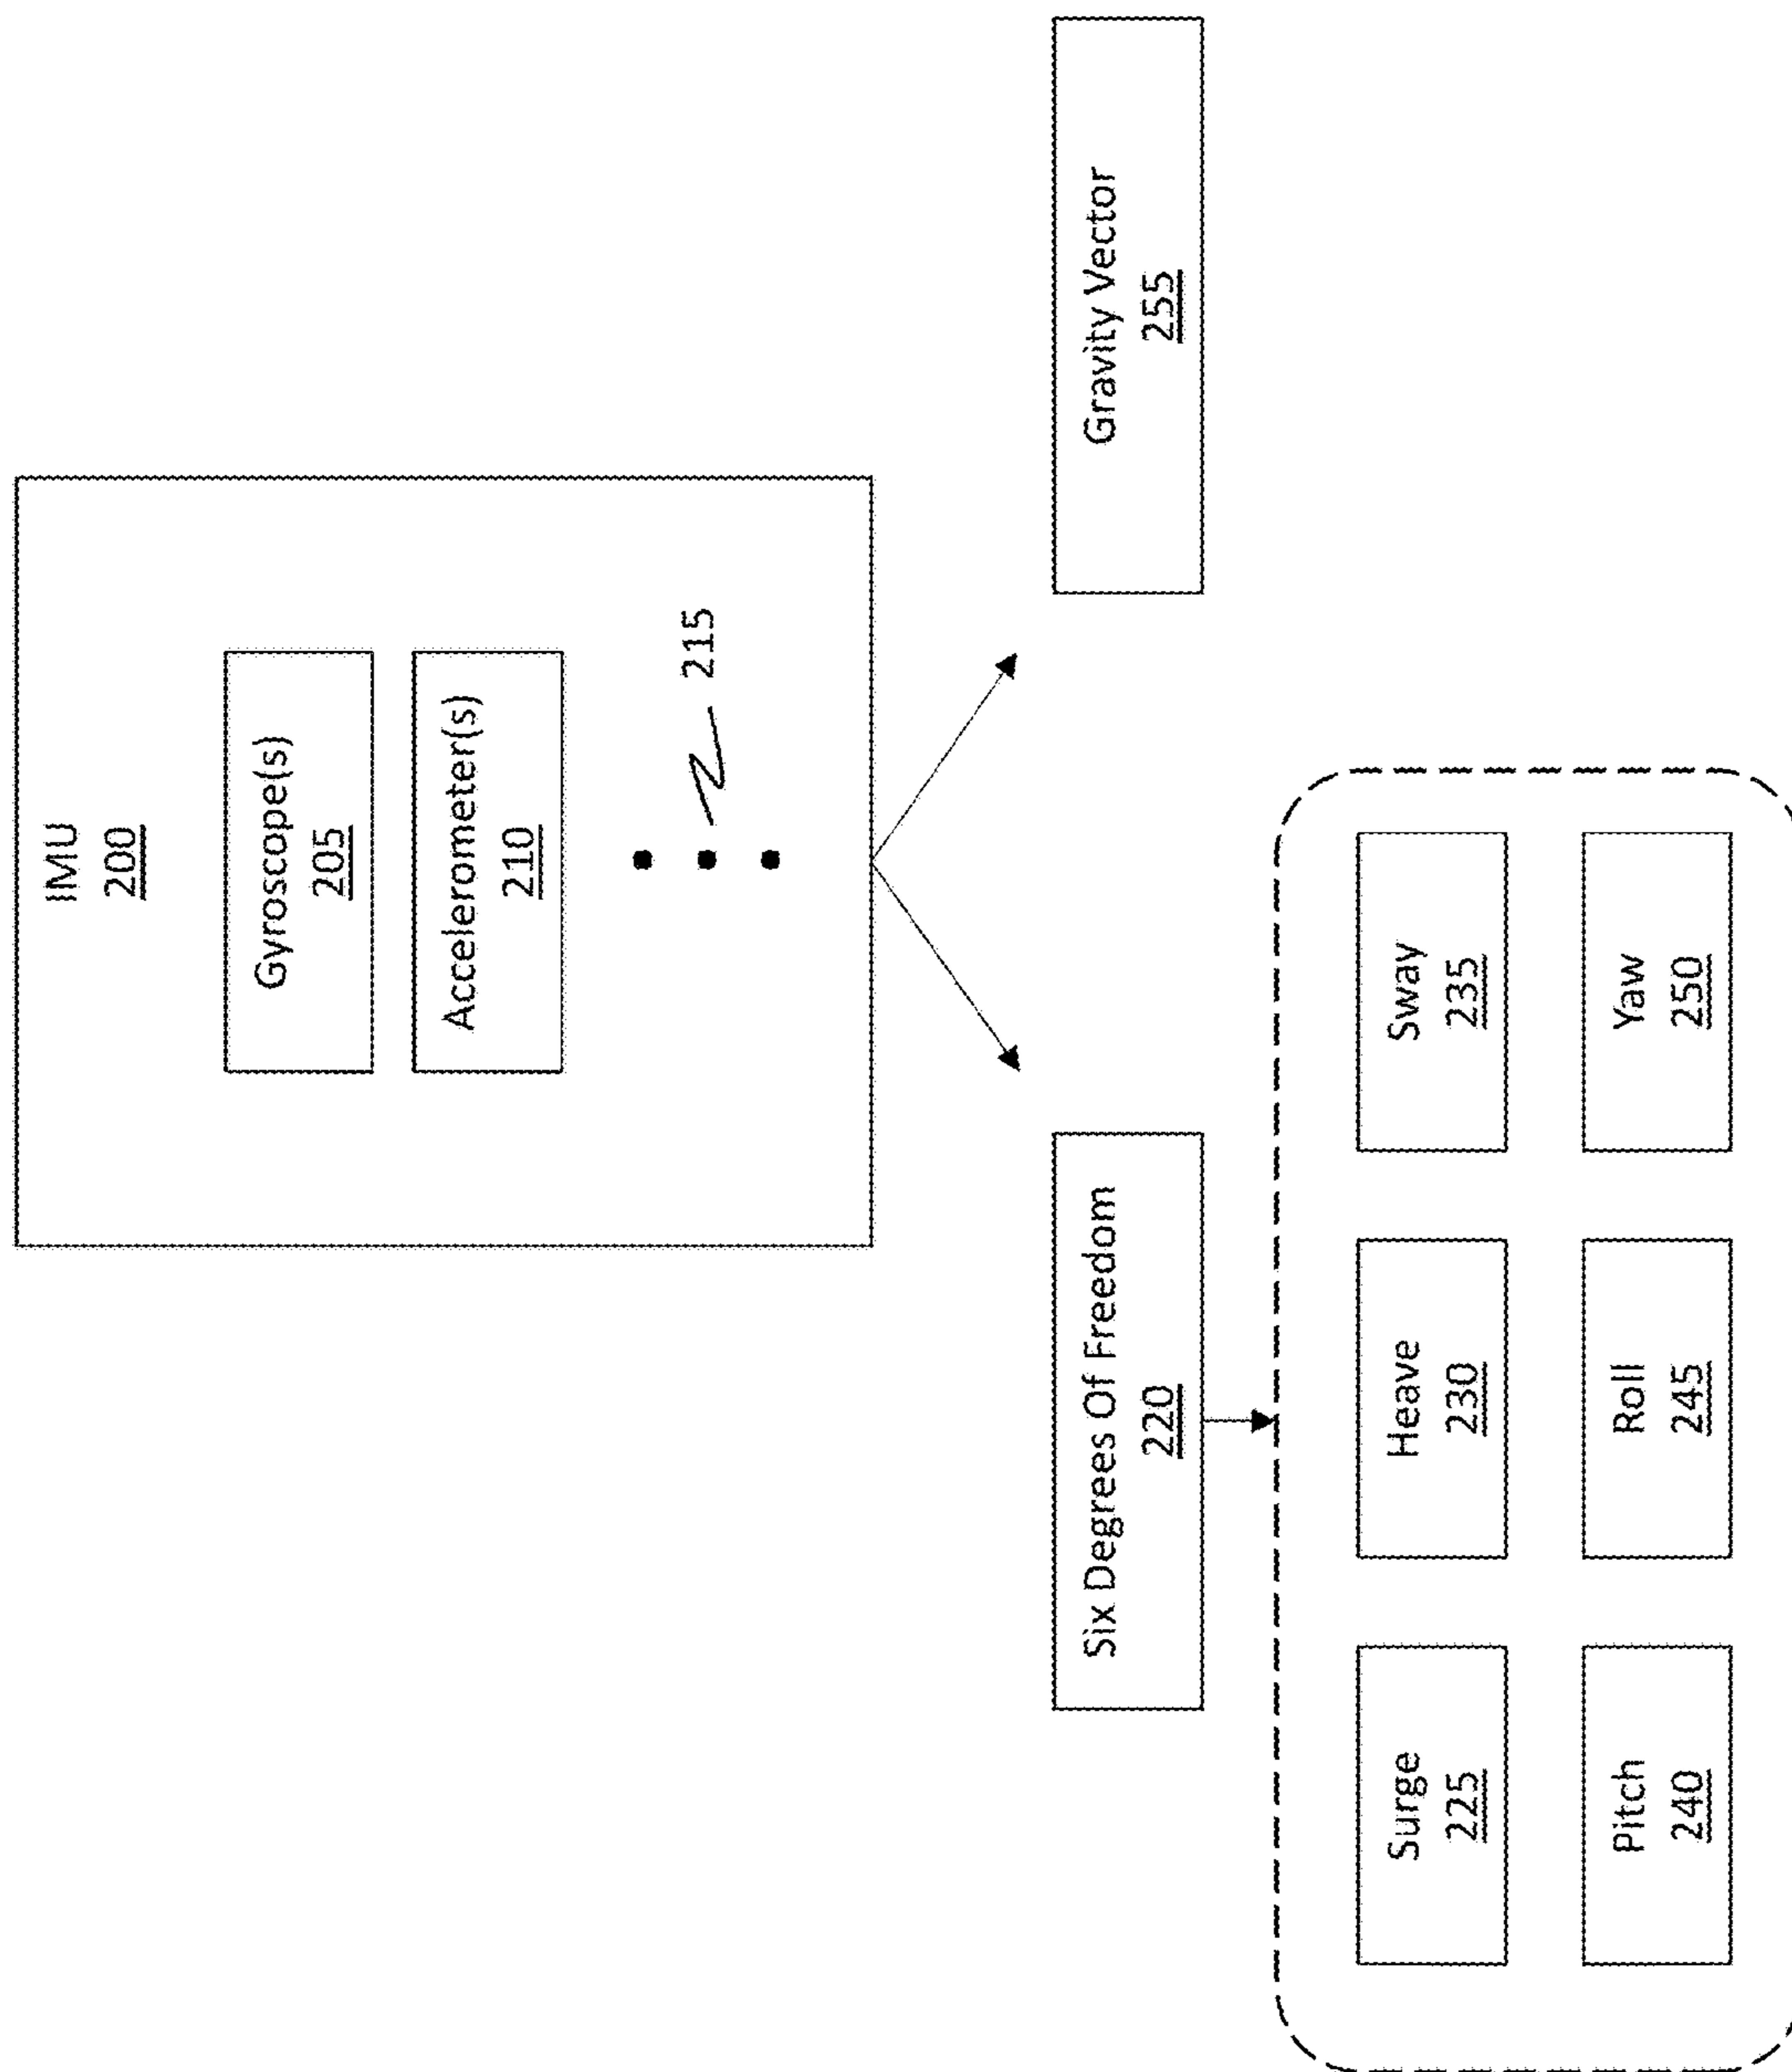 IMU
200
Gyroscope(s)
205
Accelerometer(s)
210
215
Six Degrees Of Freedom
220
Gravity Vector
255
Surge
225
Heave
230
Sway
235
Pitch
240
Roll
245
Yaw
250